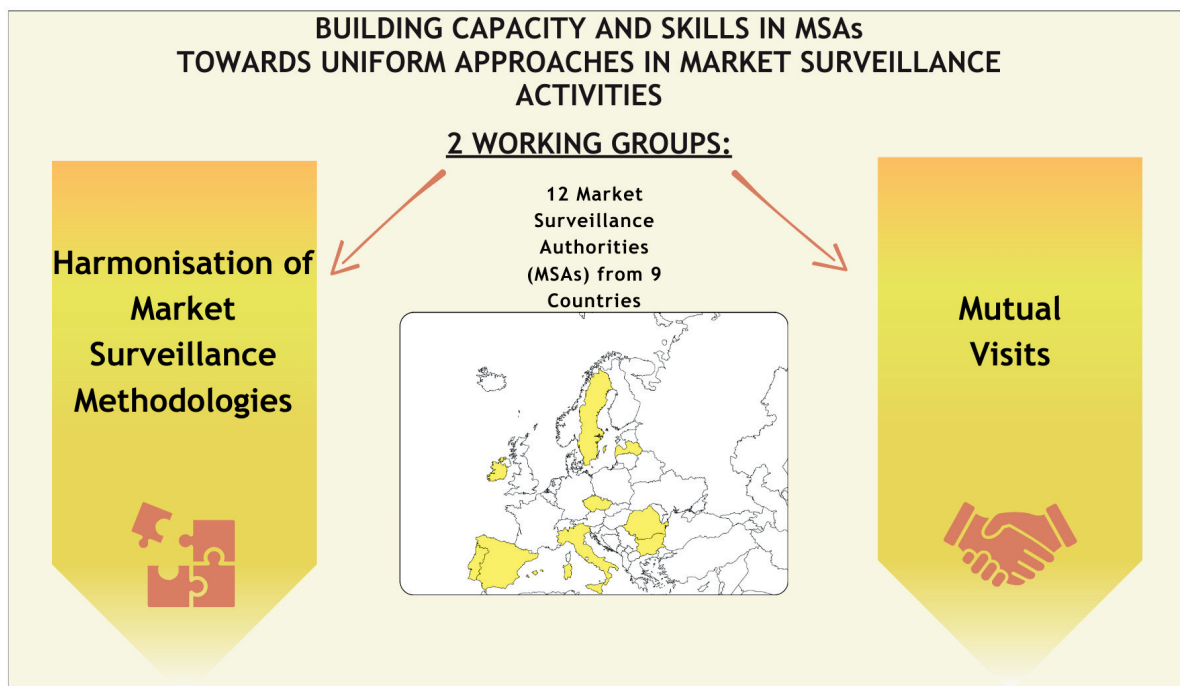 BUILDING CAPACITY AND SKILLS IN MSAs
TOWARDS UNIFORM APPROACHES IN MARKET SURVEILLANCE
ACTIVITIES
2 WORKING GROUPS:
12 Market
Surveillance
Authorities
(MSAs) from 9
Countries
Harmonisation of
Market
Surveillance
Methodologies
Mutual
Visits